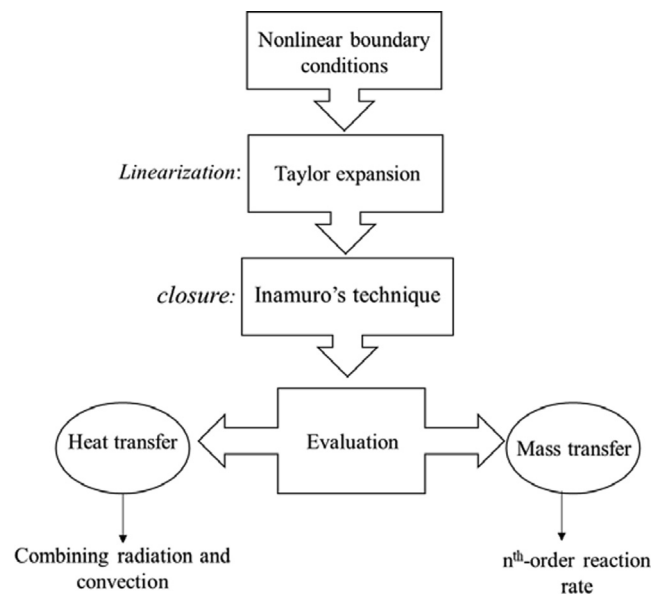 Nonlinear boundary
conditions
Linearization:
Taylor expansion
closure:
Inamuro's technique
Heat transfer
Evaluation
Mass transfer
Combining radiation and
convection
nth-order reaction
rate